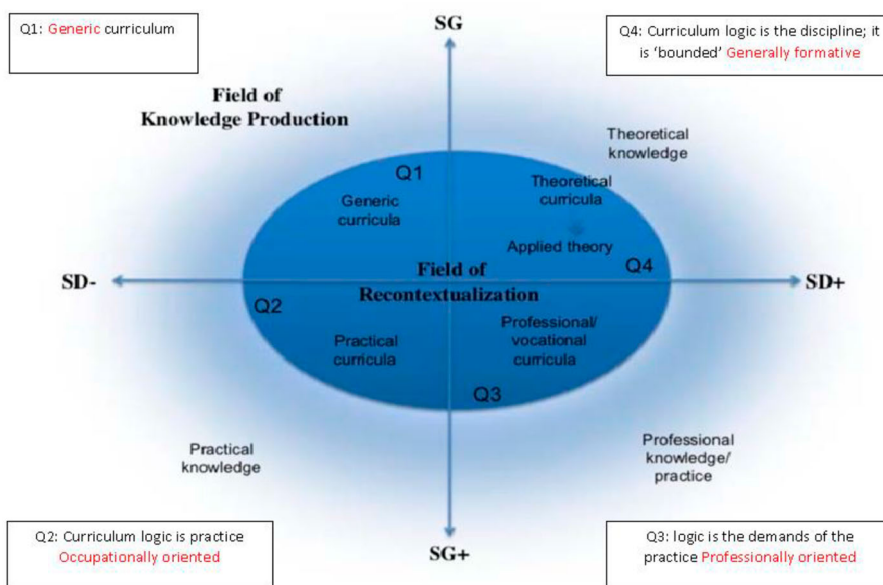 Q1: Generic curriculum
SG
Q4: Curriculum logic is the discipline; it
is ‘bounded’ Generally formative
Field of
Knowledge Production
Theoretical
knowledge
Q1
Generic
curricula
Theoretical
curricula
Applied theory
Q4
SD-
Field of
Recontextualization
SD+
Q2
Practical
curricula
Professional/
vocational
curricula
Q3
Practical
knowledge
Professional
knowledge/
practice
Q2: Curriculum logic is practice
Occupationally oriented
SG+
Q3: logic is the demands of the
practice Professionally oriented